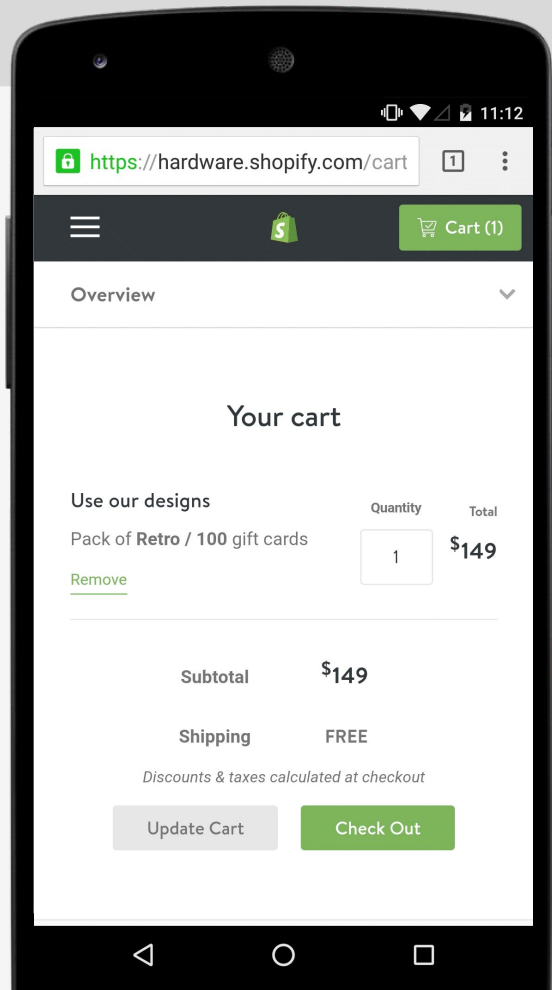 11:12
https://hardware.shopify.com/cart
1
Cart (1)
Overview
Your cart
Use our designs
Quantity
Total
Pack of Retro / 100 gift cards
1
$149
Remove
Subtotal
$149
Shipping
FREE
Discounts & taxes calculated at checkout
Update Cart
Check Out